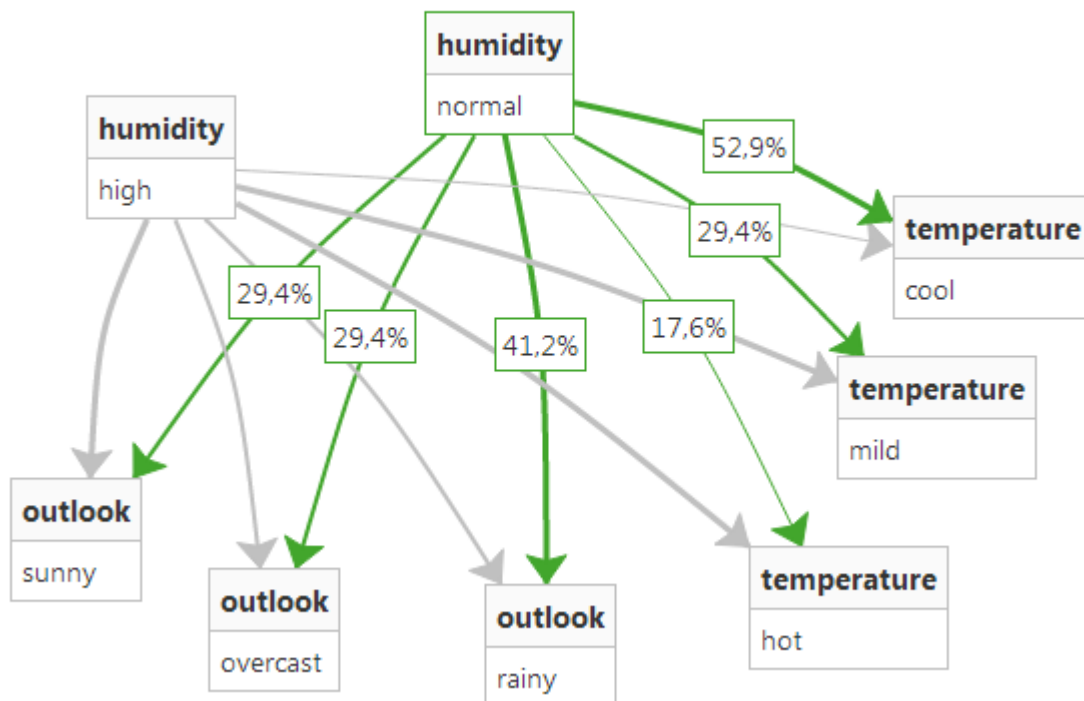 humidity
normal
humidity
high
52,9%
29,4%
temperature
cool
29,4%
29,4%
41,2%
17,6%
temperature
mild
outlook
sunny
outlook
overcast
outlook
rainy
temperature
hot